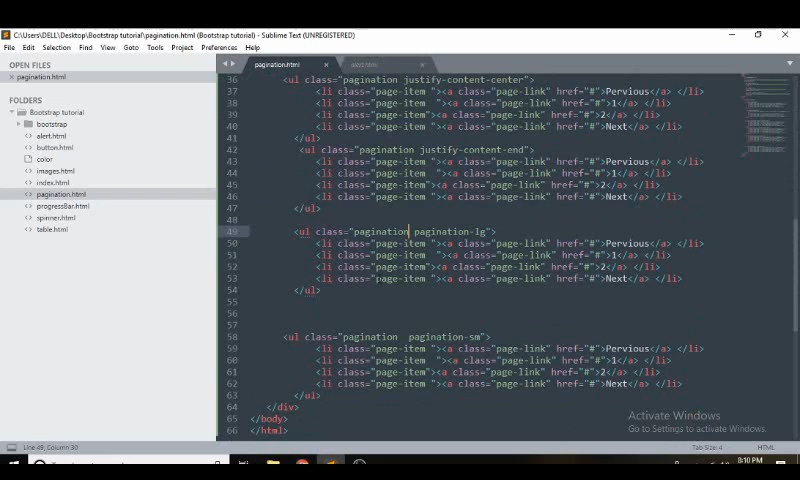 C:\Users\DELL\Desktop\Bootstrap tutorial\pagination.html (Bootstrap tutorial) - Sublime Text (UNREGISTERED)
File Edit Selection Find View Goto Tools Project Preferences Help
OPEN FILES
pagination.html
FOLDERS
Bootstrap tutorial
bootstrap
alert.html
button.html
color
images.html
index.html
pagination.html
progressBar.html
spinner.html
table.html
pagination.html
alert.html
36 <ul class="pagination justify-content-center">
37 <li class="page-item "><a class="page-link" href="#">Pervious</a> </li>
38 <li class="page-item  "><a class="page-link" href="#">1</a> </li>
39 <li class="page-item "><a class="page-link" href="#">2</a> </li>
40 <li class="page-item "><a class="page-link" href="#">Next</a> </li>
41 </ul>
42 <ul class="pagination justify-content-end">
43 <li class="page-item "><a class="page-link" href="#">Pervious</a> </li>
44 <li class="page-item  "><a class="page-link" href="#">1</a> </li>
45 <li class="page-item"><a class="page-link" href="#">2</a> </li>
46 <li class="page-item "><a class="page-link" href="#">Next</a> </li>
47 </ul>
48
49 <ul class="pagination pagination-lg">
50 <li class="page-item "><a class="page-link" href="#">Pervious</a> </li>
51 <li class="page-item  "><a class="page-link" href="#">1</a> </li>
52 <li class="page-item"><a class="page-link" href="#">2</a> </li>
53 <li class="page-item "><a class="page-link" href="#">Next</a> </li>
54 </ul>
55
56
57
58 <ul class="pagination  pagination-sm">
59 <li class="page-item "><a class="page-link" href="#">Pervious</a> </li>
60 <li class="page-item  "><a class="page-link" href="#">1</a> </li>
61 <li class="page-item"><a class="page-link" href="#">2</a> </li>
62 <li class="page-item "><a class="page-link" href="#">Next</a> </li>
63 </ul>
64 </div>
65 </body>
66 </html>
Activate Windows
Go to Settings to activate Windows.
Line 49, Column 30
Tab Size: 4
HTML
8:10 PM